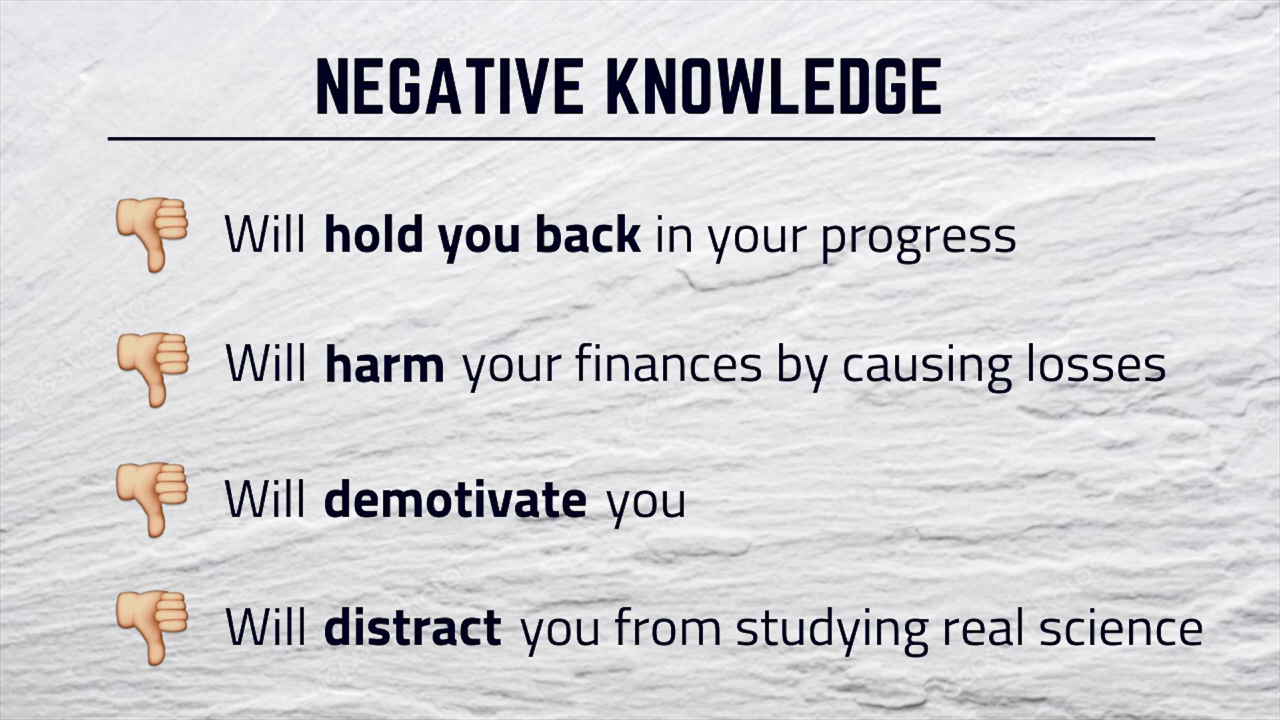 NEGATIVE KNOWLEDGE
Will hold you back in your progress
Will harm your finances by causing losses
Will demotivate you
Will distract you from studying real science